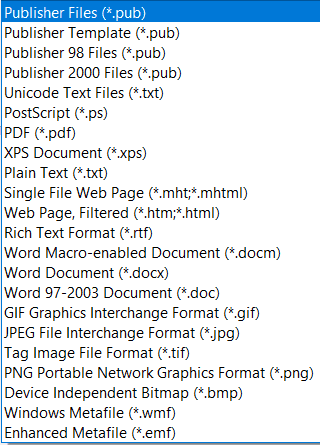 Publisher Files (*.pub)
Publisher Template (*.pub)
Publisher 98 Files (*.pub)
Publisher 2000 Files (*.pub)
Unicode Text Files (*.txt)
PostScript (*.ps)
PDF (*.pdf)
XPS Document (*.xps)
Plain Text (*.txt)
Single File Web Page (*.mht;*.mhtml)
Web Page, Filtered (*.htm;*.html)
Rich Text Format (*.rtf)
Word Macro-enabled Document (*.docm)
Word Document (*.docx)
Word 97-2003 Document (*.doc)
GIF Graphics Interchange Format (*.gif)
JPEG File Interchange Format (*.jpg)
Tag Image File Format (*.tif)
PNG Portable Network Graphics Format (*.png)
Device Independent Bitmap (*.bmp)
Windows Metafile (*.wmf)
Enhanced Metafile (*.emf)